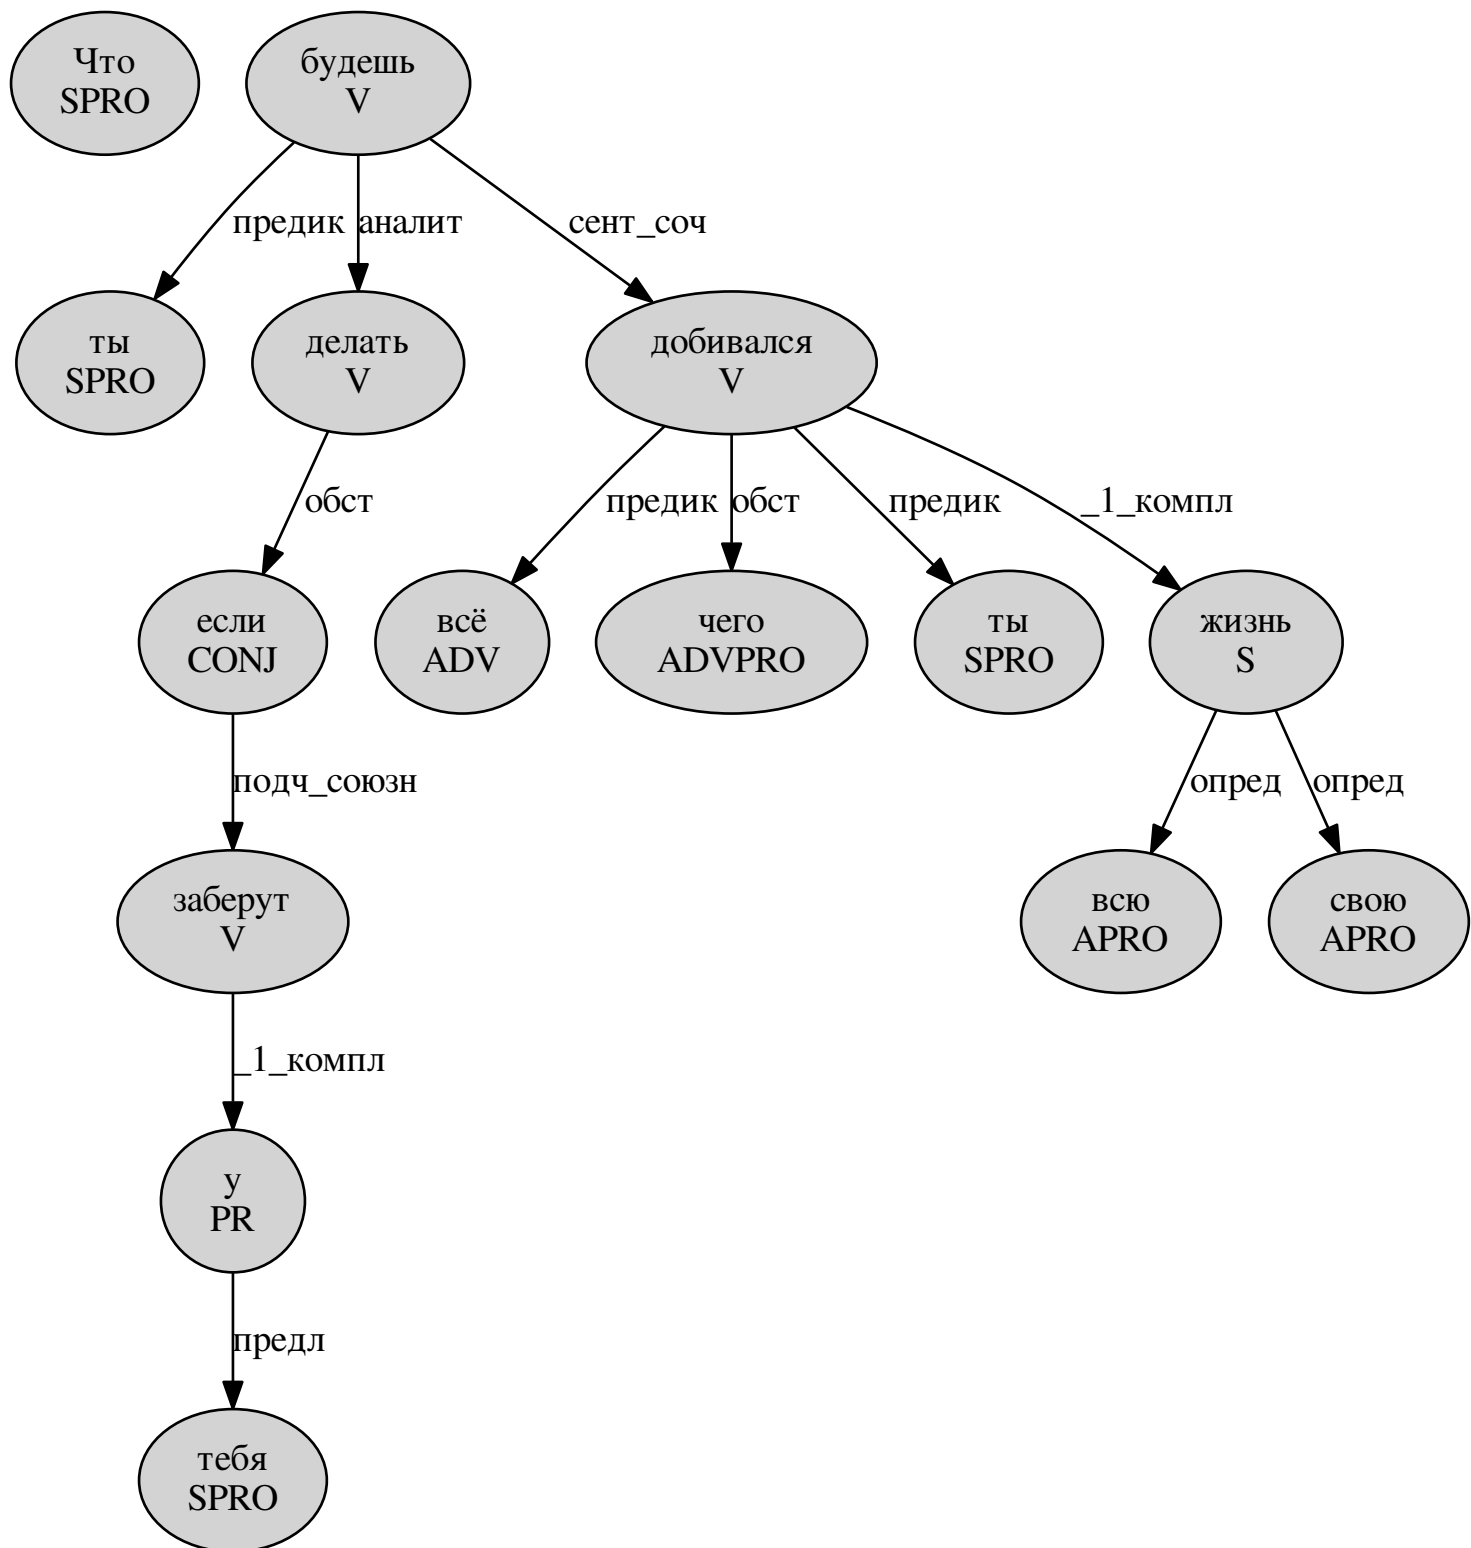 Что
SPRO
будешь
V
предик
аналит
сент_соч
ты
SPRO
делать
V
добивался
V
обст
предик
обст
предик
_1_компл
если
CONJ
всё
ADV
чего
ADVPRO
ты
SPRO
жизнь
S
подч_союзн
опред
опред
заберут
V
всю
APRO
свою
APRO
_1_компл
у
PR
предл
тебя
SPRO